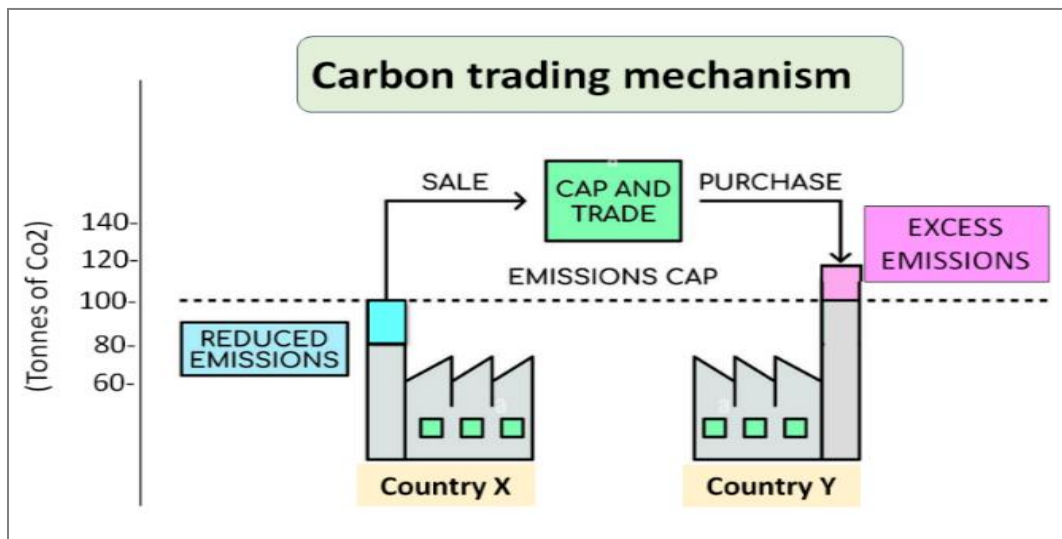 Carbon trading mechanism
(Tonnes of Co2)
140-
120-
100-
80-
60-
SALE
CAP AND
TRADE
PURCHASE
EXCESS
EMISSIONS
EMISSIONS CAP
REDUCED
EMISSIONS
a
a
a
Country X
Country Y